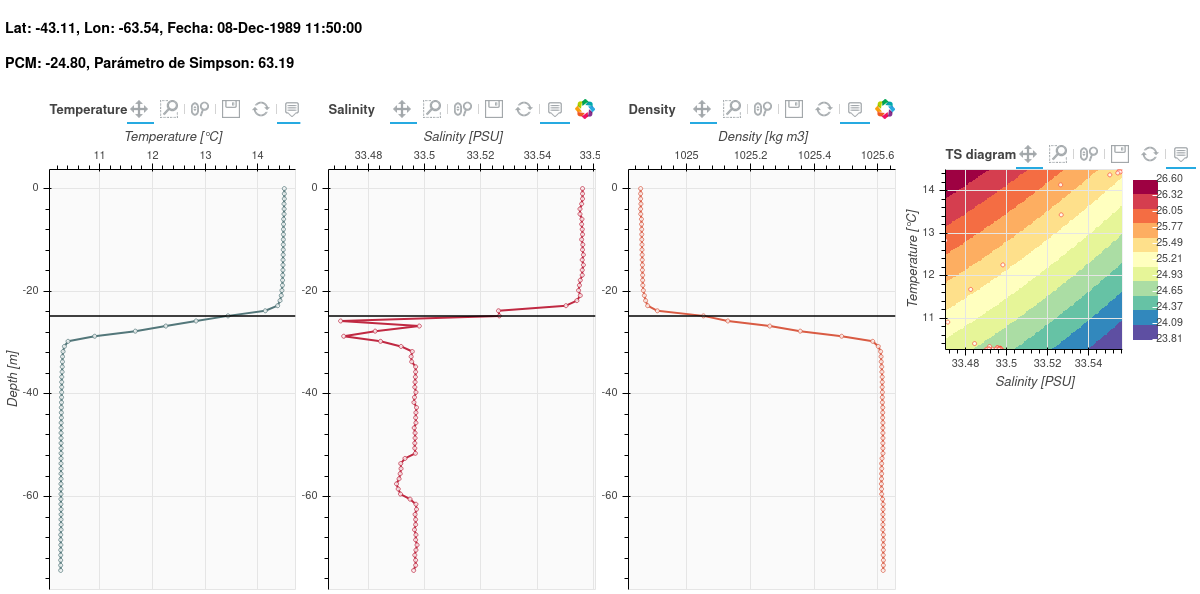 Lat: -43.11, Lon: -63.54, Fecha: 08-Dec-1989 11:50:00
PCM: -24.80, Parámetro de Simpson: 63.19
Temperature
Temperature [°C]
11 12 13 14
0
-20
-40
-60
Depth [m]
Salinity
Salinity [PSU]
33.48 33.5 33.52 33.54 33.5
0
-20
-40
-60
Density
Density [kg m3]
1025 1025.2 1025.4 1025.6
0
-20
-40
-60
TS diagram
Temperature [°C]
14
13
12
11
33.48 33.5 33.52 33.54
Salinity [PSU]
26.60
26.32
26.05
25.77
25.49
25.21
24.93
24.65
24.37
24.09
23.81